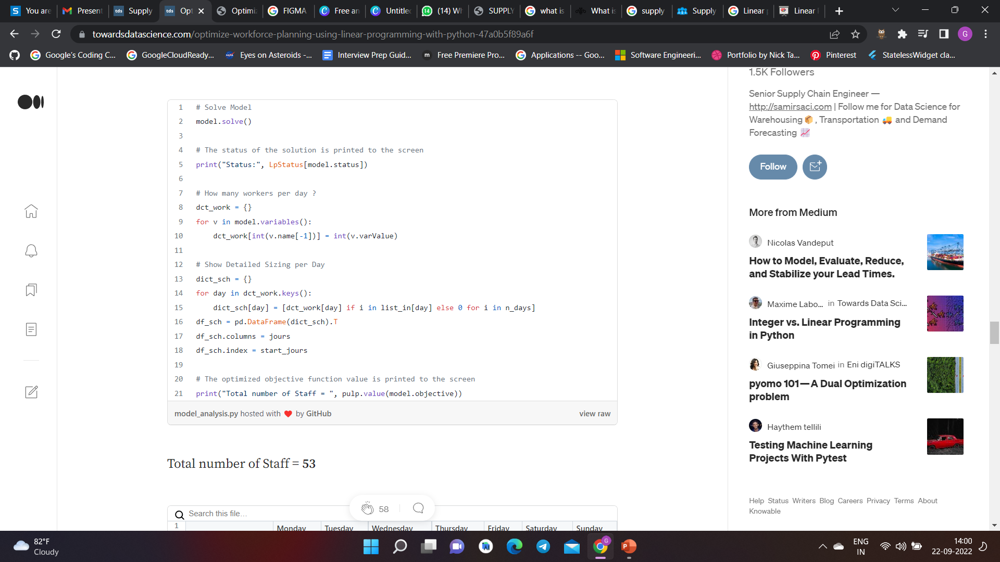 You are
Present
tds Supply
tds Opt
Optimiz
FIGMA
Free an
Untitled
(14) Wh
SUPPLY
what is
What is
supply
Supply
Linear
Linear
towardsdatascience.com/optimize-workforce-planning-using-linear-programming-with-python-47a0b5f89a6f
G
Google's Coding C...
GoogleCloudReady...
Eyes on Asteroids -...
Interview Prep Guid...
Free Premiere Pro...
Applications -- Goo...
Software Engineeri...
Portfolio by Nick Ta...
Pinterest
StatelessWidget cla...
1 # Solve Model
2 model.solve()
3
4 # The status of the solution is printed to the screen
5 print("Status:", LpStatus[model.status])
6
7 # How many workers per day ?
8 dct_work = {}
9 for v in model.variables():
10 dct_work[int(v.name[-1])] = int(v.varValue)
11
12 # Show Detailed Sizing per Day
13 dict_sch = {}
14 for day in dct_work.keys():
15 dict_sch[day] = [dct_work[day] if i in list_in[day] else 0 for i in n_days]
16 df_sch = pd.DataFrame(dict_sch).T
17 df_sch.columns = jours
18 df_sch.index = start_jours
19
20 # The optimized objective function value is printed to the screen
21 print("Total number of Staff = ", pulp.value(model.objective))
model_analysis.py hosted with ❤ by GitHub
view raw
Total number of Staff = 53
58
Search this file...
1 Monday Tuesday Wednesday Thursday Friday Saturday Sunday
1.5K Followers
Senior Supply Chain Engineer —
http://samirsaci.com | Follow me for Data Science for
Warehousing 📦, Transportation 🚚 and Demand
Forecasting 📈
Follow
More from Medium
Nicolas Vandeput
How to Model, Evaluate, Reduce,
and Stabilize your Lead Times.
Maxime Labo... in Towards Data Sci...
Integer vs. Linear Programming
in Python
Giuseppina Tomei in Eni digiTALKS
pyomo 101 — A Dual Optimization
problem
Haythem tellili
Testing Machine Learning
Projects With Pytest
Help Status Writers Blog Careers Privacy Terms About
Knowable
82°F
Cloudy
ENG
IN
14:00
22-09-2022